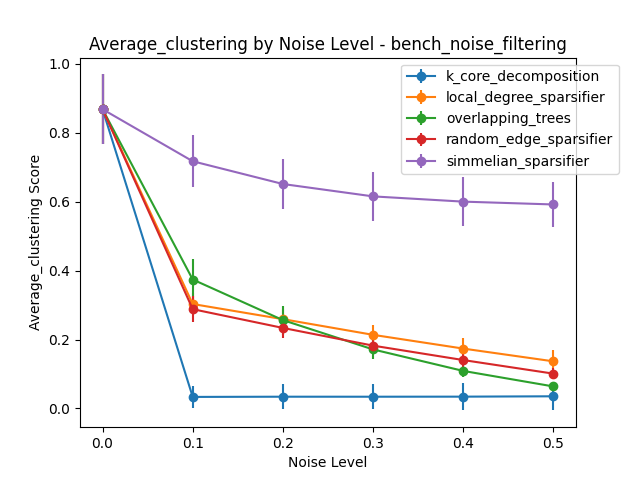 Average_clustering by Noise Level - bench_noise_filtering
k_core_decomposition
local_degree_sparsifier
overlapping_trees
random_edge_sparsifier
simmelian_sparsifier
Average_clustering Score
1.0
0.8
0.6
0.4
0.2
0.0
0.0 0.1 0.2 0.3 0.4 0.5
Noise Level